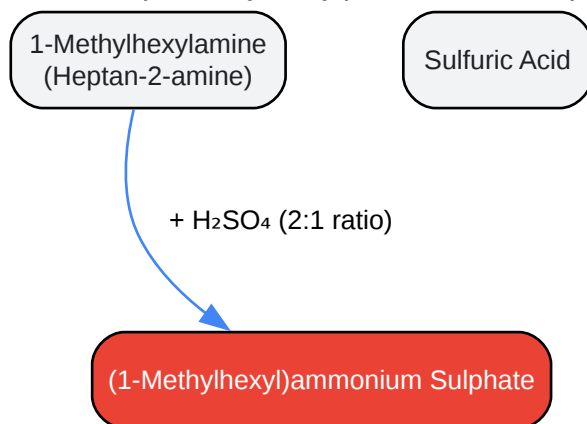 1-Methylhexylamine
(Heptan-2-amine)
Sulfuric Acid
+ H₂SO₄ (2:1 ratio)
(1-Methylhexyl)ammonium Sulphate